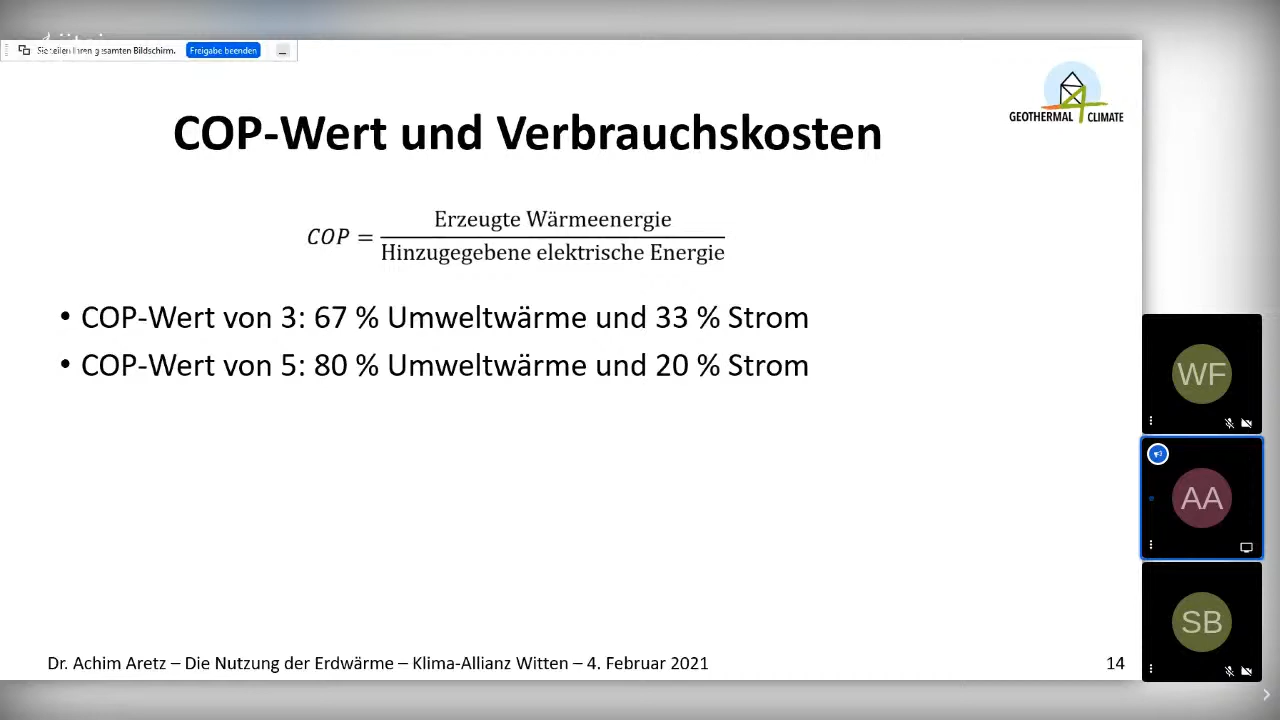 Sie teilen Ihren gesamten Bildschirm. Freigabe beenden
GEOTHERMAL 4 CLIMATE
COP-Wert und Verbrauchskosten
COP = Erzeugte Wärmeenergie
Hinzugegebene elektrische Energie
• COP-Wert von 3: 67 % Umweltwärme und 33 % Strom
• COP-Wert von 5: 80 % Umweltwärme und 20 % Strom
WF
AA
SB
Dr. Achim Aretz – Die Nutzung der Erdwärme – Klima-Allianz Witten – 4. Februar 2021
14